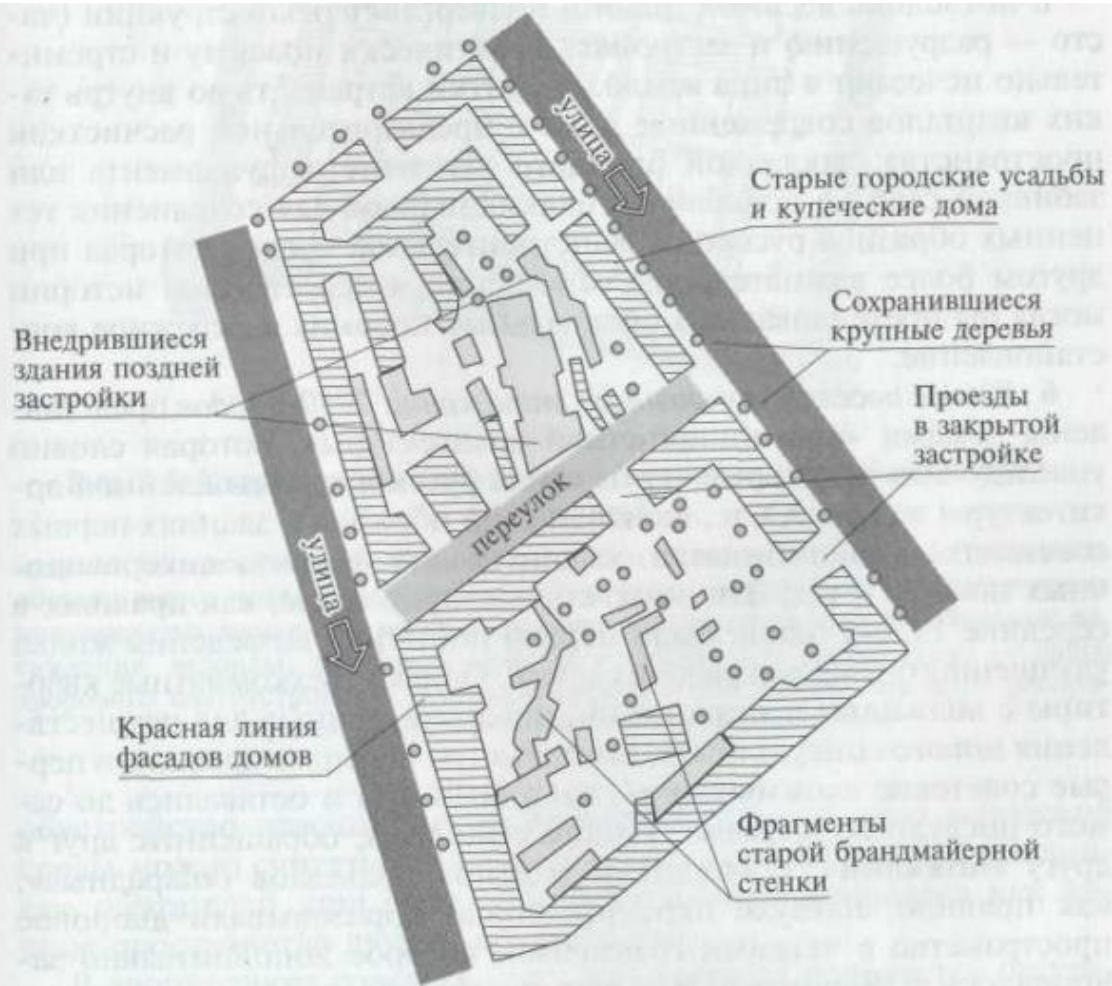 улица
Старые городские усадьбы
и купеческие дома
Сохранившиеся
крупные деревья
Внедрившиеся
здания поздней
застройки
Проезды
в закрытой
застройке
переулок
улица
Красная линия
фасадов домов
Фрагменты
старой брандмайерной
стенки